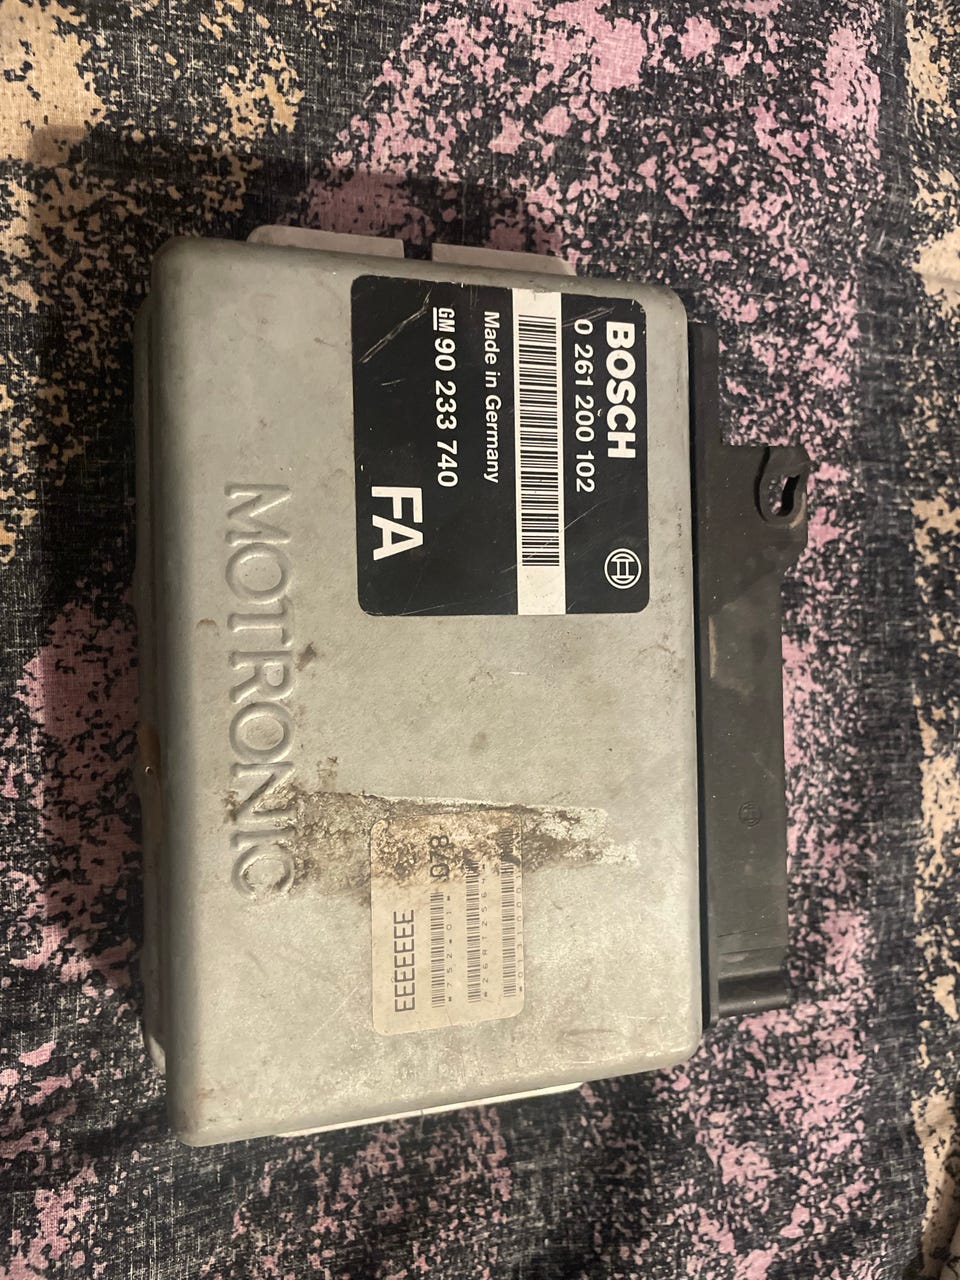 BOSCH
0 261 200 102
Made in Germany
GM 90 233 740
FA
MOTRONIC
EEEEEEE